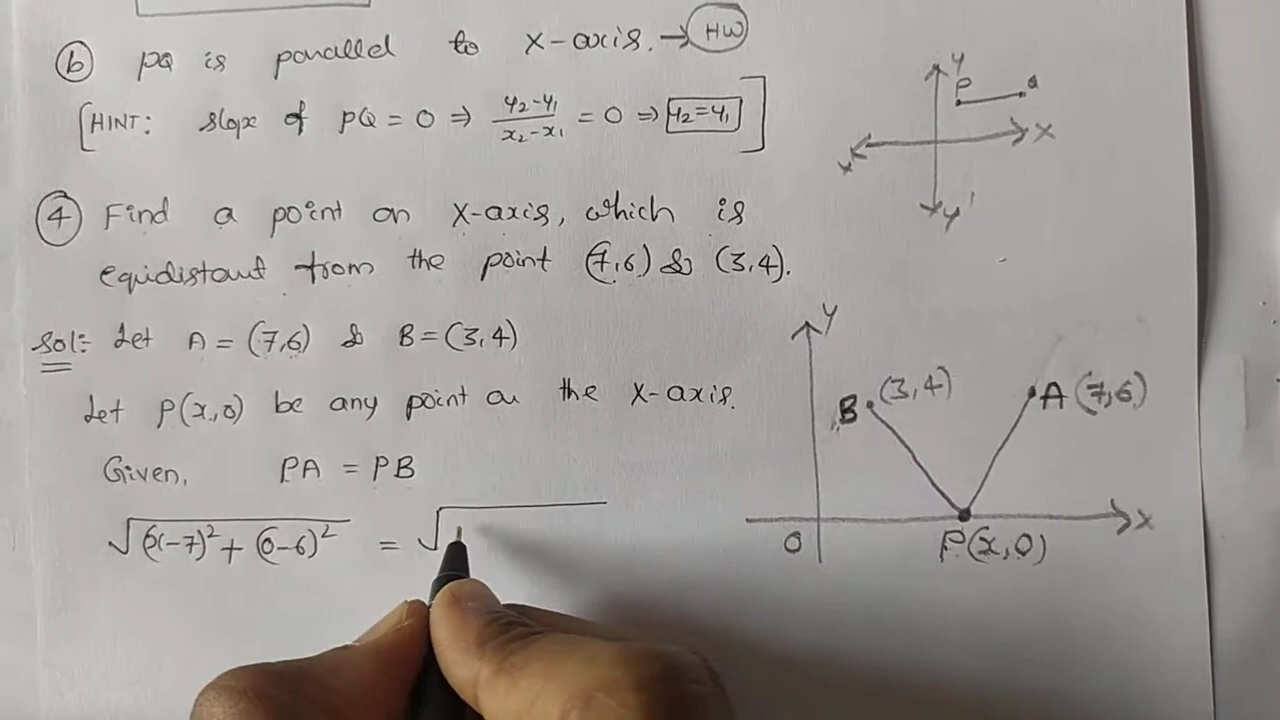 (b) PQ is parallel to X-axis. → HW
[HINT: slope of PQ = 0 ⇒ y₂-y₁/x₂-x₁ = 0 ⇒ y₂=y₁]
Y
P Q
X
X'
Y'
(4) Find a point on X-axis, which is
equidistant from the point (7,6) & (3,4).
Sol:- Let A = (7,6) & B = (3,4)
Let P(x,0) be any point on the X-axis.
Given, PA = PB
√(x-7)²+(0-6)² = √
Y
B (3,4) A (7,6)
X
O P(x,0)